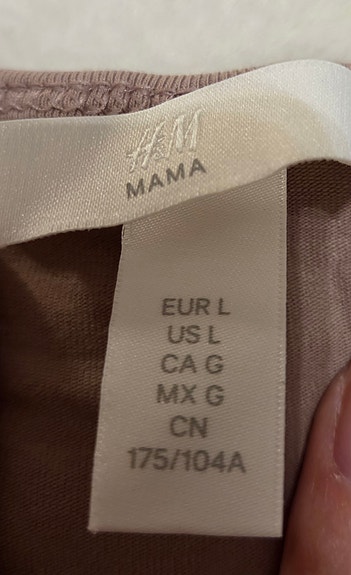 H&M
MAMA
EUR L
US L
CA G
MX G
CN
175/104A